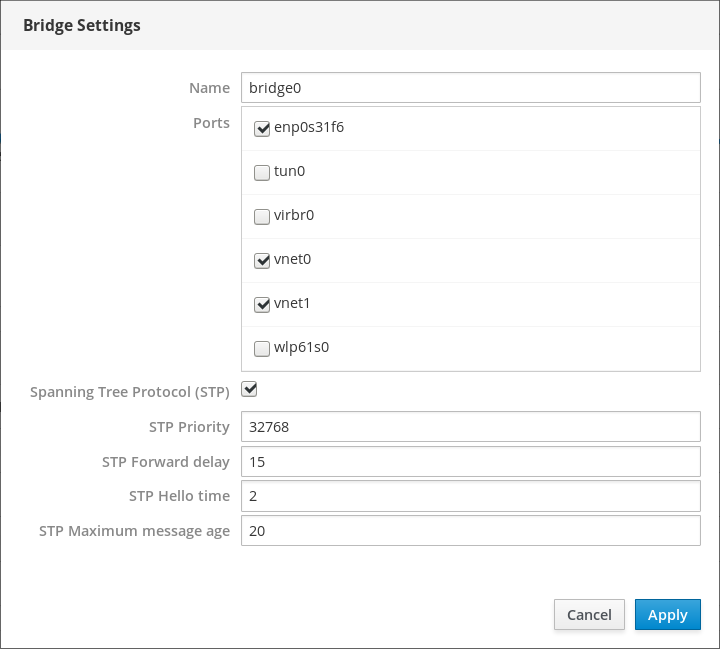 Bridge Settings
Name bridge0
Ports enp0s31f6
tun0
virbr0
vnet0
vnet1
wlp61s0
Spanning Tree Protocol (STP)
STP Priority 32768
STP Forward delay 15
STP Hello time 2
STP Maximum message age 20
Cancel Apply